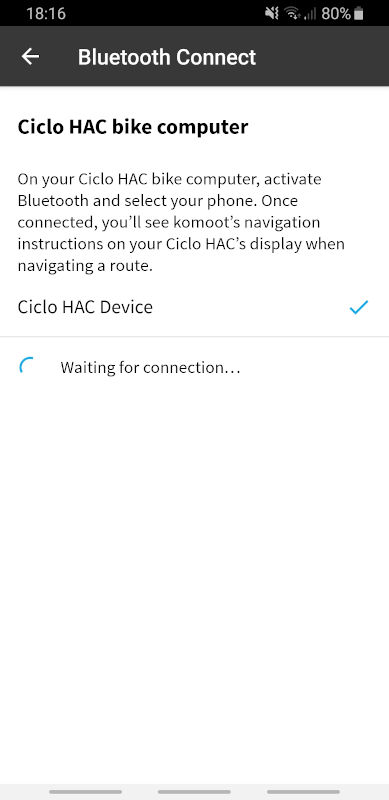 18:16
80%
Bluetooth Connect
Ciclo HAC bike computer
On your Ciclo HAC bike computer, activate
Bluetooth and select your phone. Once
connected, you'll see komoot's navigation
instructions on your Ciclo HAC's display when
navigating a route.
Ciclo HAC Device
Waiting for connection...